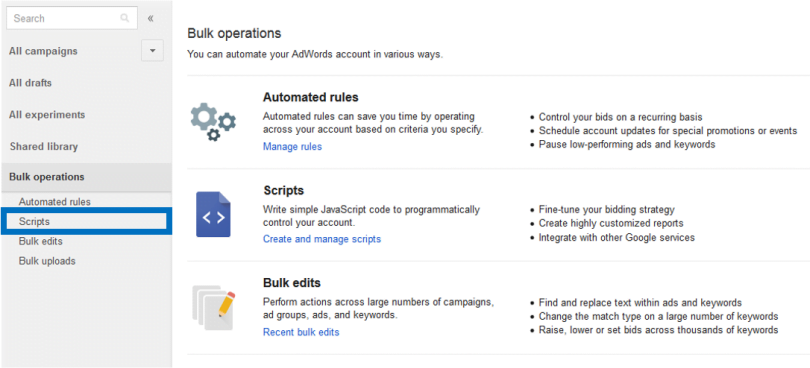 Search
«
All campaigns
All drafts
All experiments
Shared library
Bulk operations
Automated rules
Scripts
Bulk edits
Bulk uploads
Bulk operations
You can automate your AdWords account in various ways.
Automated rules
Automated rules can save you time by operating
across your account based on criteria you specify.
Manage rules
• Control your bids on a recurring basis
• Schedule account updates for special promotions or events
• Pause low-performing ads and keywords
Scripts
Write simple JavaScript code to programmatically
control your account.
Create and manage scripts
• Fine-tune your bidding strategy
• Create highly customized reports
• Integrate with other Google services
Bulk edits
Perform actions across large numbers of campaigns,
ad groups, ads, and keywords.
Recent bulk edits
• Find and replace text within ads and keywords
• Change the match type on a large number of keywords
• Raise, lower or set bids across thousands of keywords